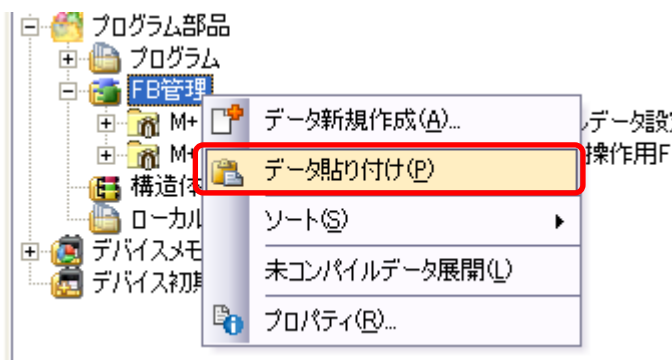 プログラム部品
プログラム
FB管理
M+
M+
構造体
ローカル
デバイスメモ
デバイス初期
データ新規作成(A)...
データ貼り付け(P)
ソート(S)
未コンパイルデータ展開(L)
プロパティ(R)...
ルデータ設定
操作用F